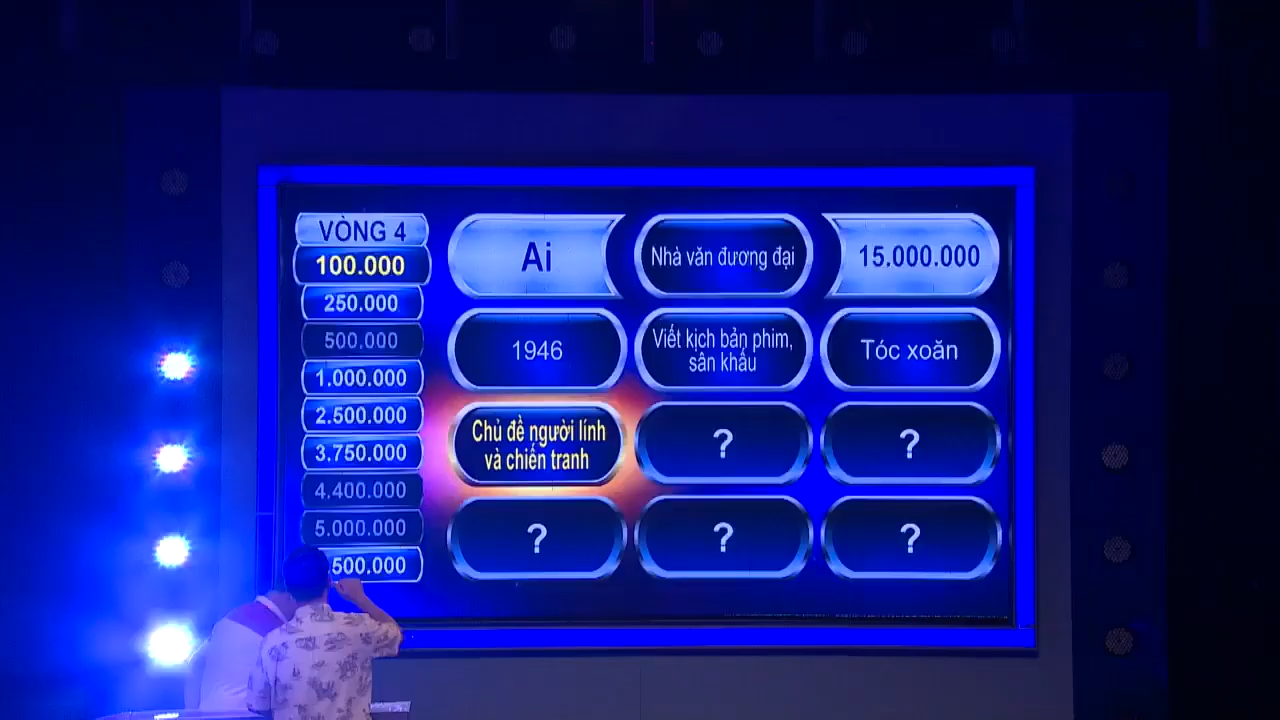 VÒNG 4
100.000
250.000
500.000
1.000.000
2.500.000
3.750.000
4.400.000
5.000.000
500.000
Ai
Nhà văn đương đại
15.000.000
1946
Viết kịch bản phim,
sân khấu
Tóc xoăn
Chủ đề người lính
và chiến tranh
?
?
?
?
?